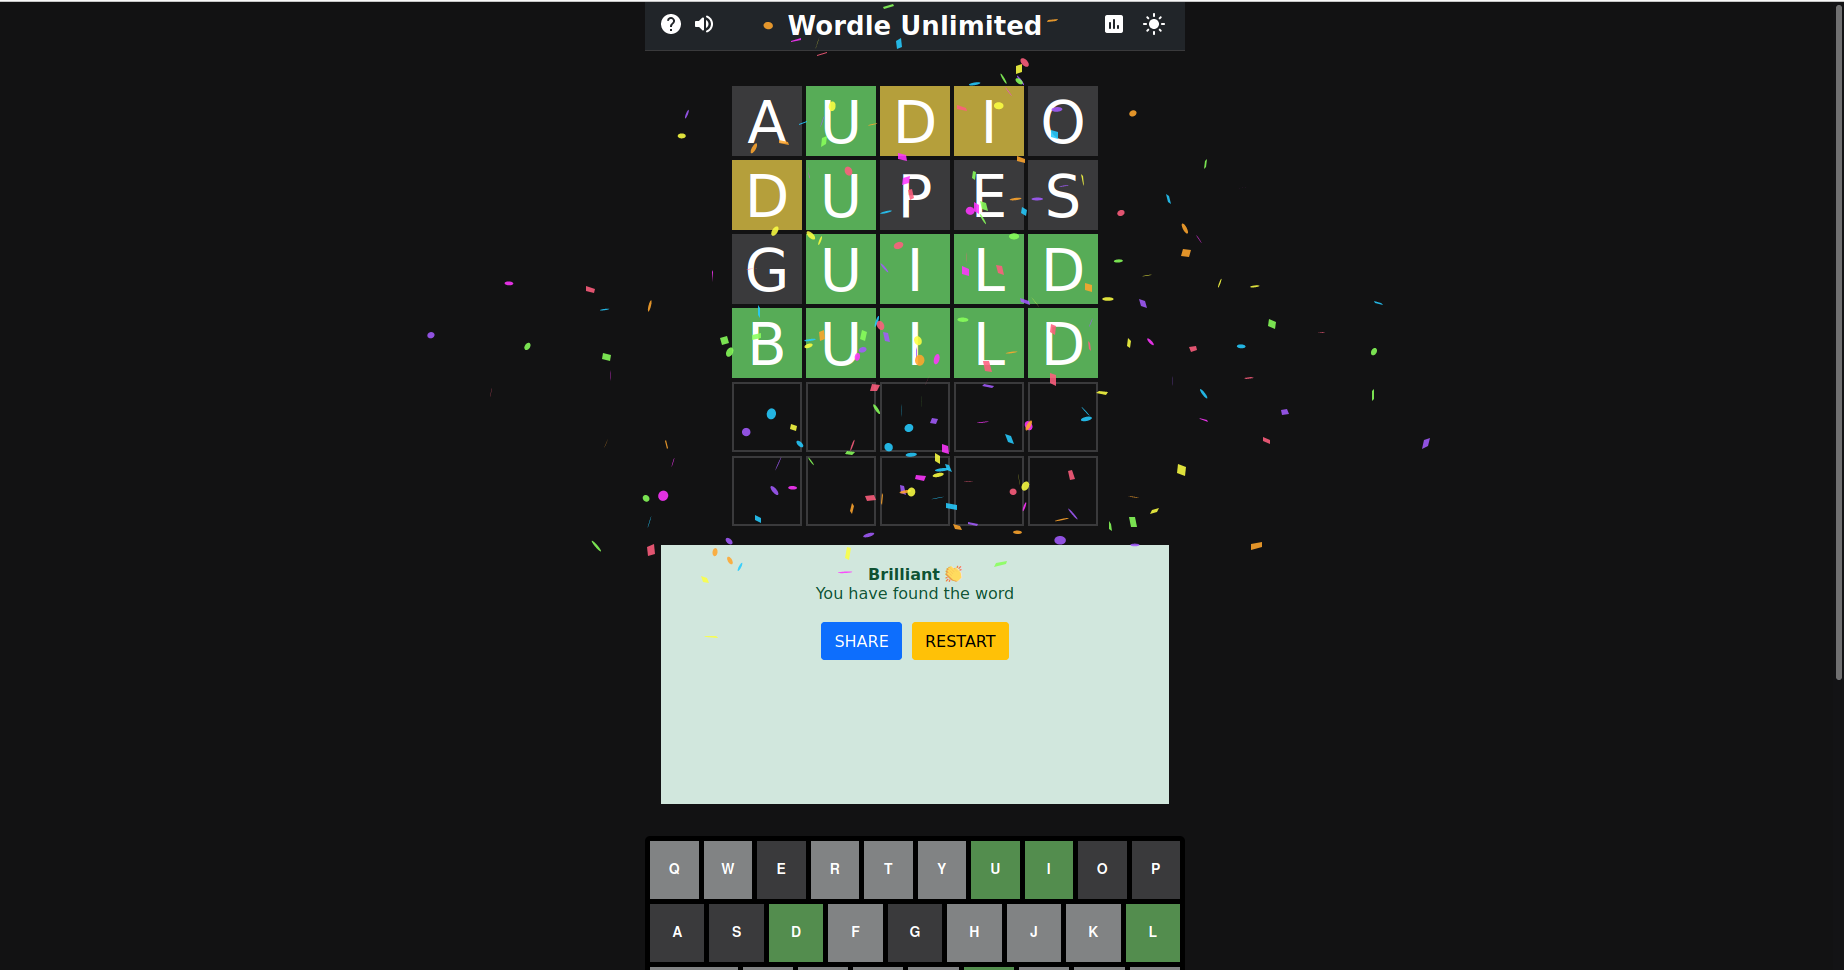 Wordle Unlimited
A U D I O
D U P E S
G U I L D
B U I L D
Brilliant 👏
You have found the word
SHARE RESTART
Q W E R T Y U I O P
A S D F G H J K L